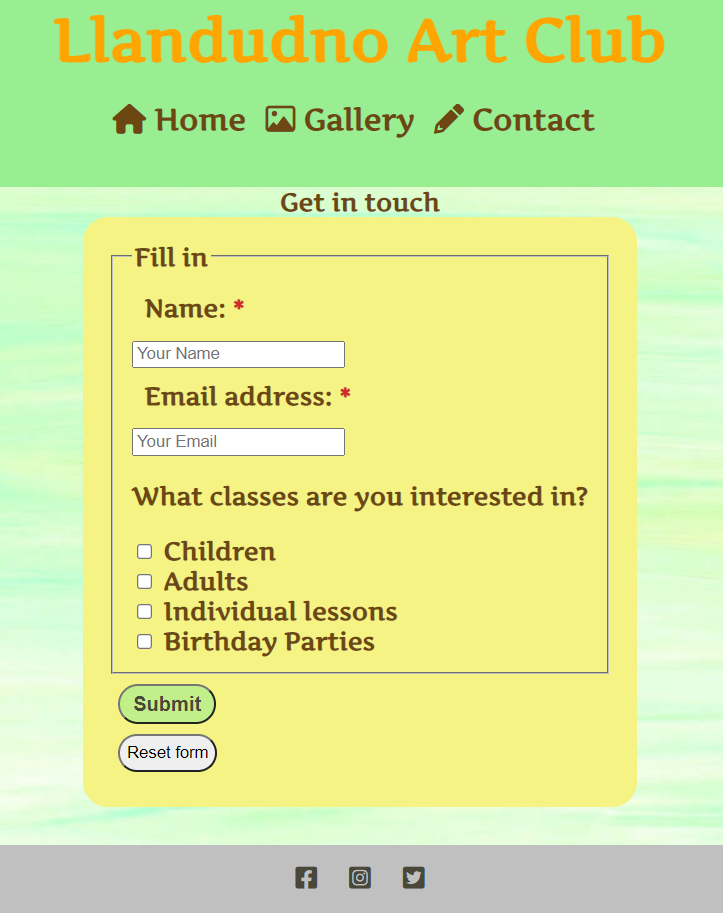 Llandudno Art Club
Home Gallery Contact
Get in touch
Fill in
Name: *
Your Name
Email address: *
Your Email
What classes are you interested in?
Children
Adults
Individual lessons
Birthday Parties
Submit
Reset form